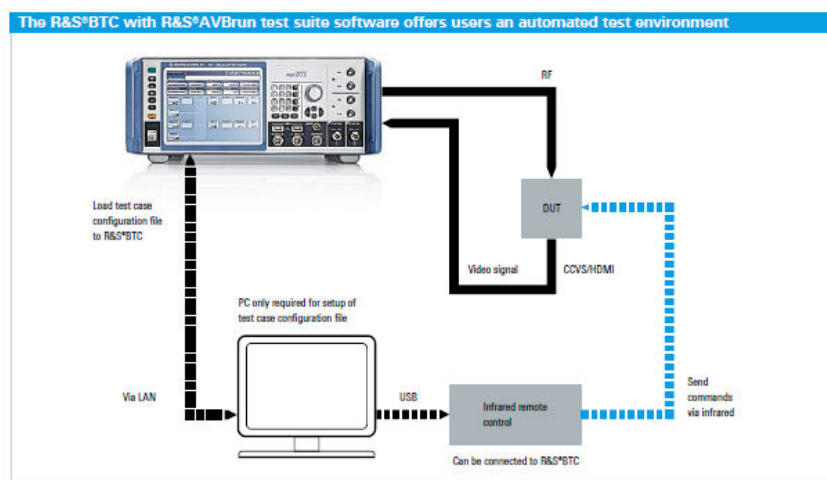 The R&S®BTC with R&S®AVBrun test suite software offers users an automated test environment
RF
Load test case
configuration file
to R&S®BTC
DUT
Video signal
CCVS/HDMI
PC only required for setup of
test case configuration file
Via LAN
USB
Infrared remote
control
Send
commands
via infrared
Can be connected to R&S®BTC